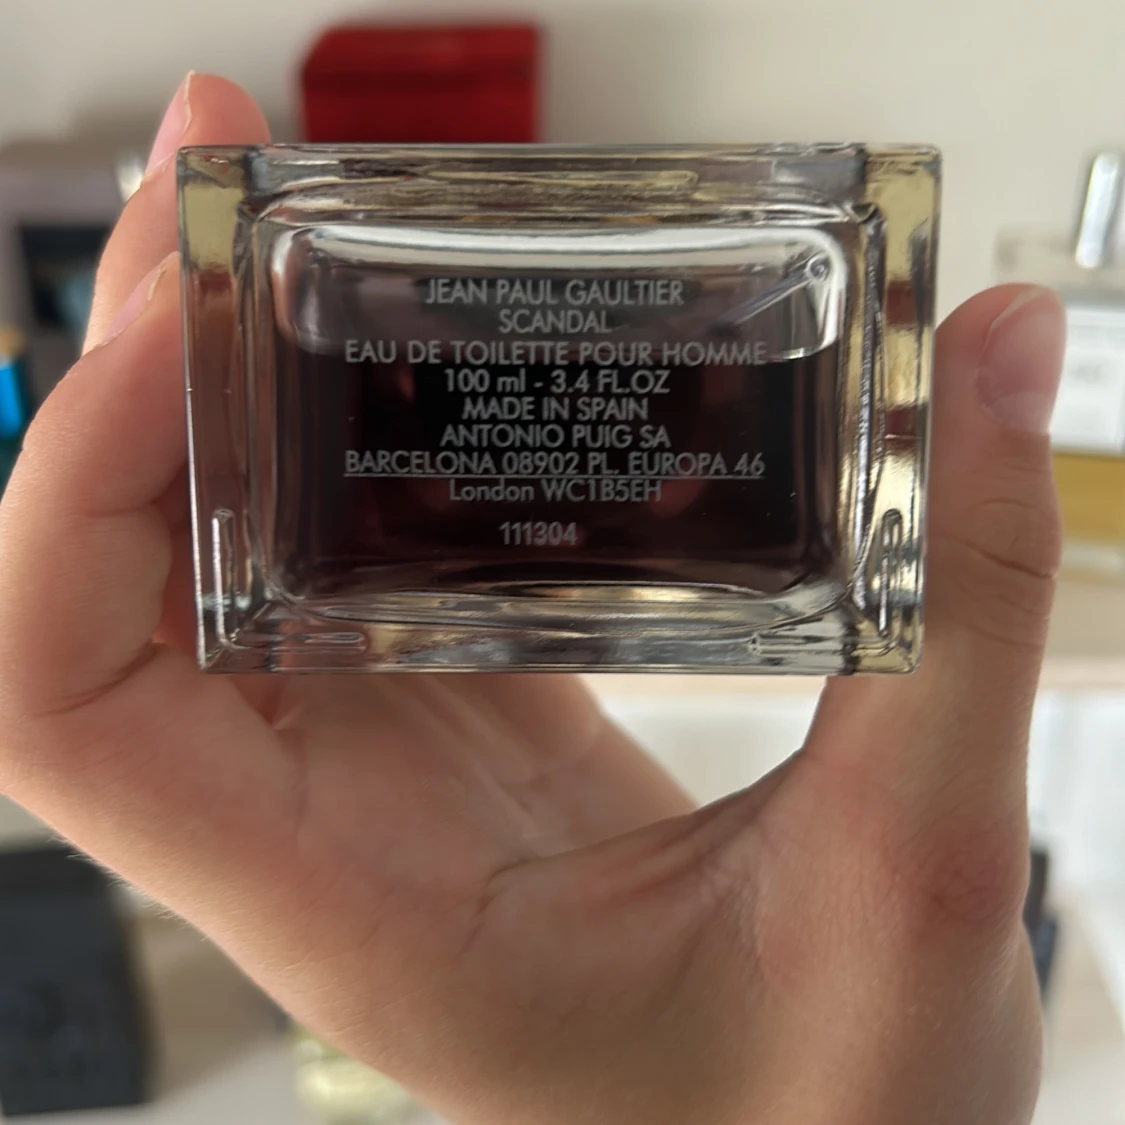 JEAN PAUL GAULTIER
SCANDAL
EAU DE TOILETTE POUR HOMME
100 ml - 3.4 FL.OZ
MADE IN SPAIN
ANTONIO PUIG SA
BARCELONA 08902 PL. EUROPA 46
London WC1B5EH
111304